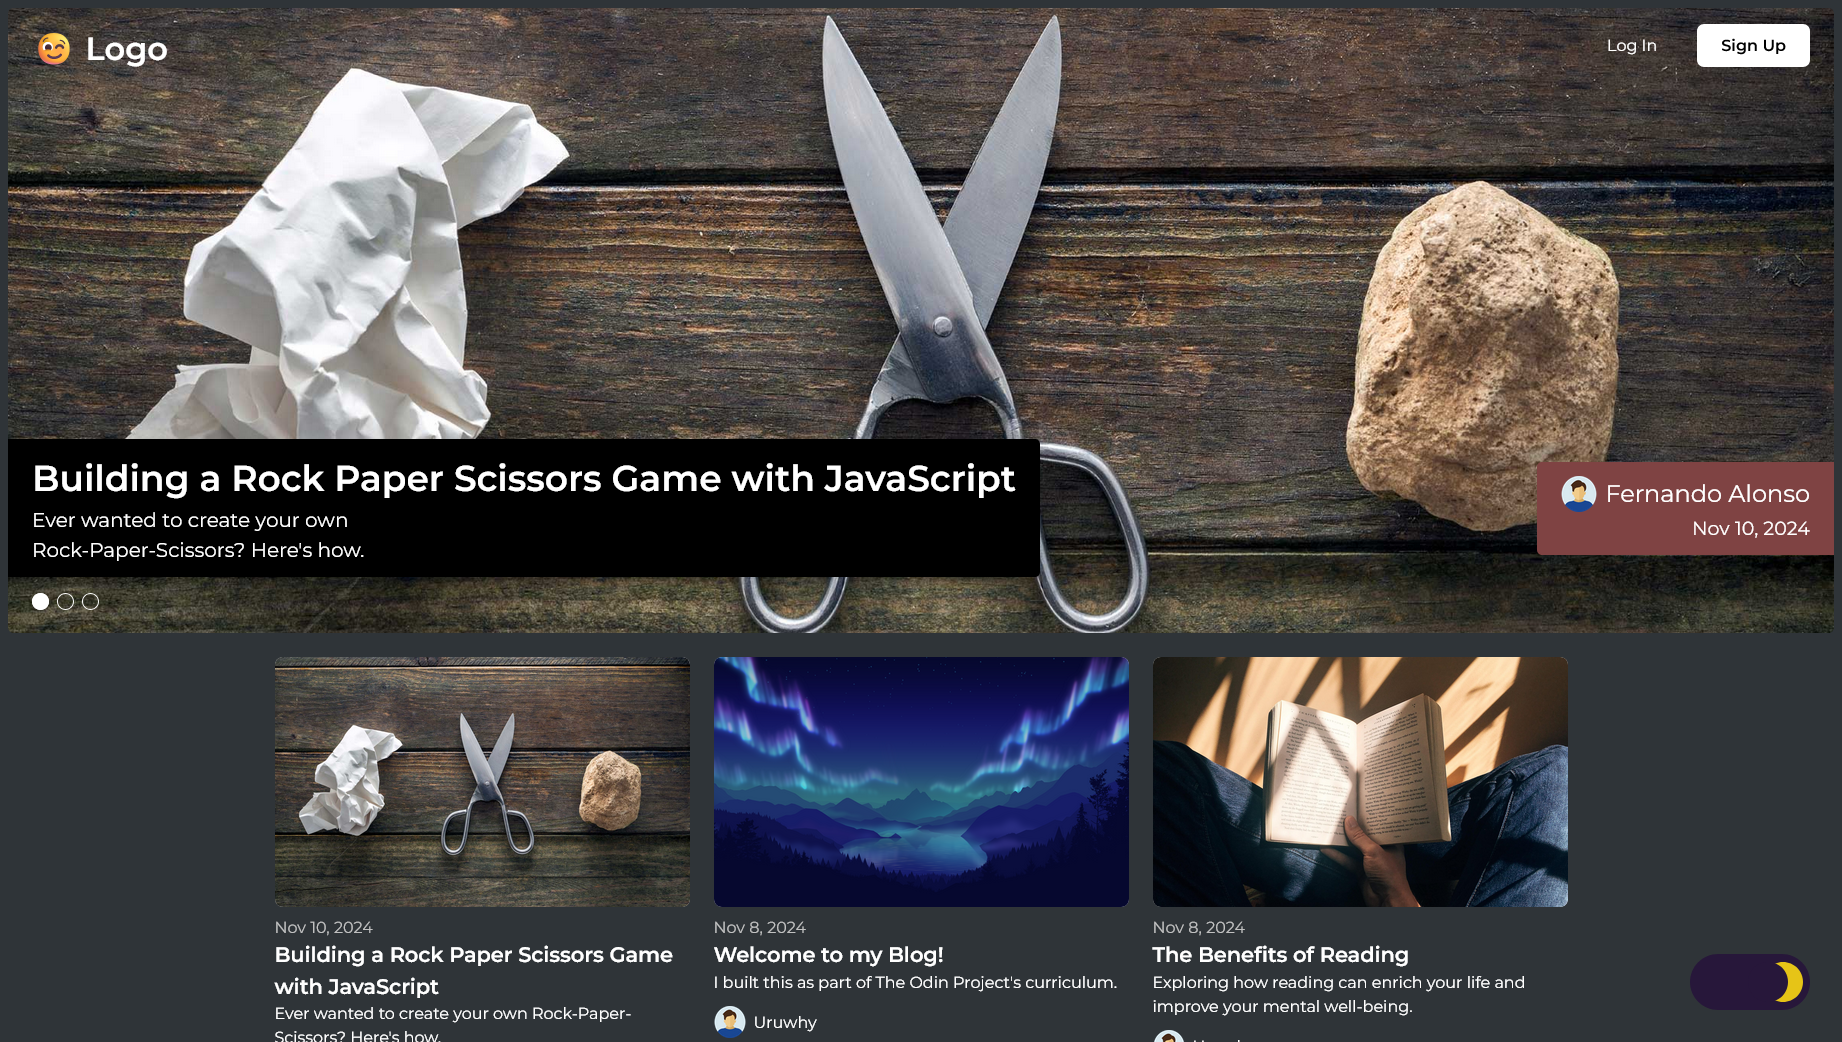 Logo
Log In
Sign Up
Building a Rock Paper Scissors Game with JavaScript
Ever wanted to create your own
Rock-Paper-Scissors? Here's how.
Fernando Alonso
Nov 10, 2024
Nov 10, 2024
Building a Rock Paper Scissors Game
with JavaScript
Ever wanted to create your own Rock-Paper-
Scissors? Here's how.
Nov 8, 2024
Welcome to my Blog!
I built this as part of The Odin Project's curriculum.
Uruwhy
Nov 8, 2024
The Benefits of Reading
Exploring how reading can enrich your life and
improve your mental well-being.